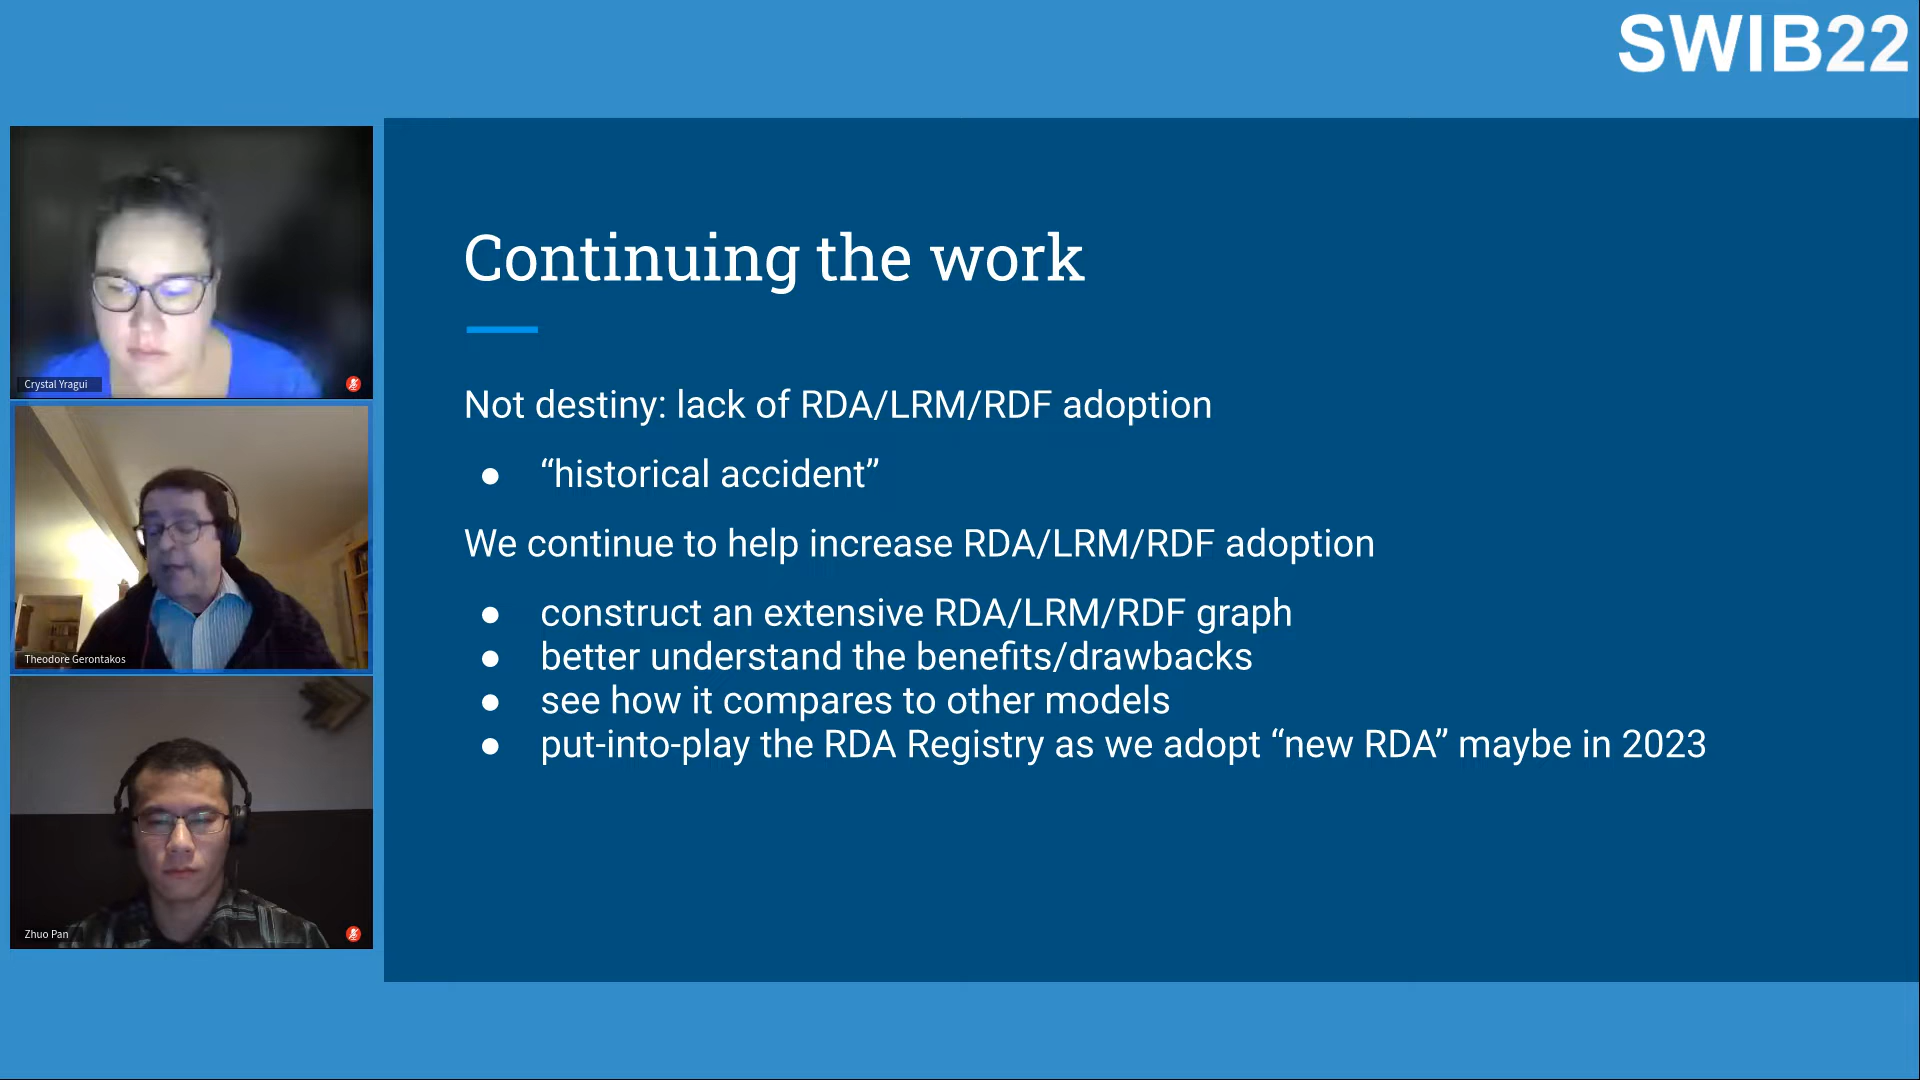 SWIB22
Crystal Yragui
Theodore Gerontakos
Zhuo Pan
Continuing the work
Not destiny: lack of RDA/LRM/RDF adoption
● “historical accident”
We continue to help increase RDA/LRM/RDF adoption
● construct an extensive RDA/LRM/RDF graph
● better understand the benefits/drawbacks
● see how it compares to other models
● put-into-play the RDA Registry as we adopt “new RDA” maybe in 2023